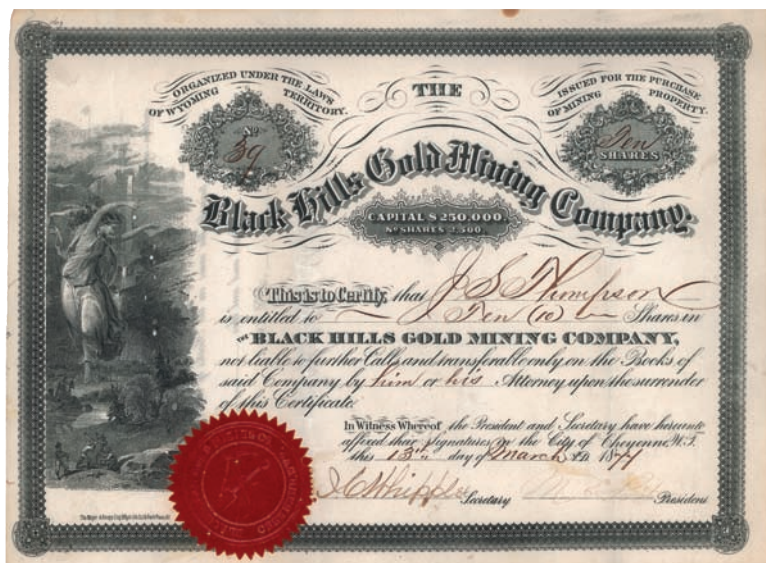 ORGANIZED UNDER THE LAWS
OF WYOMING TERRITORY.
THE
ISSUED FOR THE PURCHASE
OF MINING PROPERTY.
No
39
Ten
SHARES
Black Hills Gold Mining Company.
CAPITAL $250,000.
No SHARES 2,500.
This is to Certify, that J S Thompson
is entitled to Ten (10) Shares in
THE BLACK HILLS GOLD MINING COMPANY,
not liable to further Calls and transferable only on the Books of
said Company by him or his Attorney upon the surrender
of this Certificate.
In Witness Whereof the President and Secretary have hereunto
affixed their Signatures in the City of Cheyenne, W.T.
this 13th day of March A.D. 1877
Whipple Secretary President